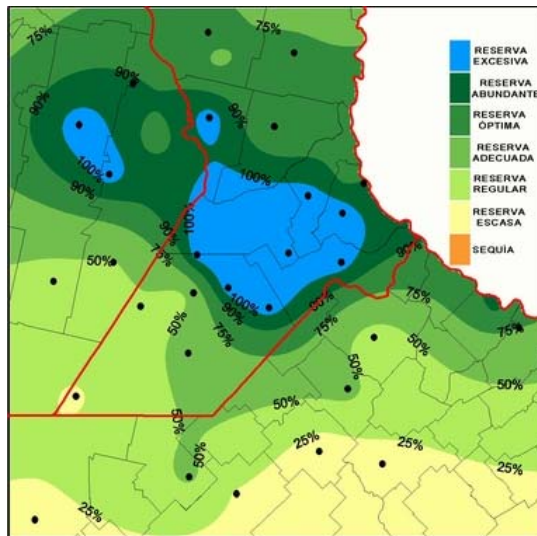 75%
75%
90%
90%
90%
100%
100%
100%
90%
90%
75%
90%
75%
50%
50%
100%
90%
90%
75%
75%
75%
50%
50%
50%
50%
50%
50%
25%
25%
25%
25%
RESERVA
EXCESIVA
RESERVA
ABUNDANTE
RESERVA
ÓPTIMA
RESERVA
ADECUADA
RESERVA
REGULAR
RESERVA
ESCASA
SEQUÌA